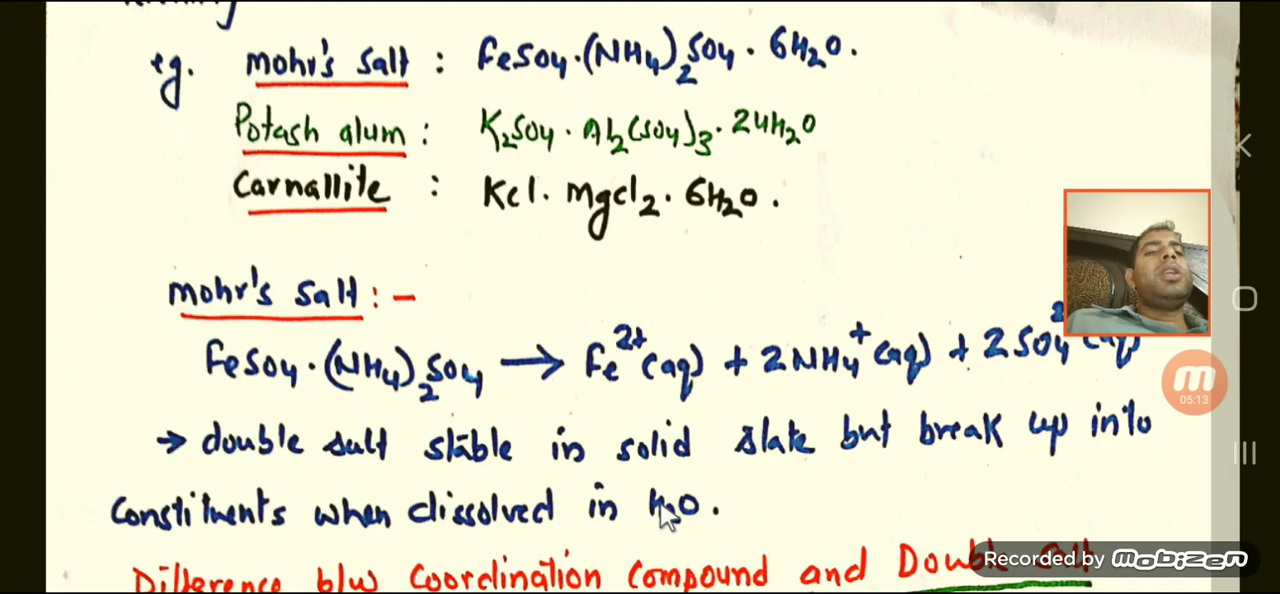 eg. Mohr's Salt : FeSO4·(NH4)2SO4·6H2O.
Potash alum : K2SO4·Al2(SO4)3·24H2O
Carnallite : KCl·MgCl2·6H2O.
Mohr's Salt :-
FeSO4·(NH4)2SO4 → Fe2+(aq) + 2NH4+(aq) + 2SO4
→ double salt stable in solid state but break up into
constituents when dissolved in H2O.
Difference b/w Coordination Compound and Double Salt
05:13
Recorded by mobizen